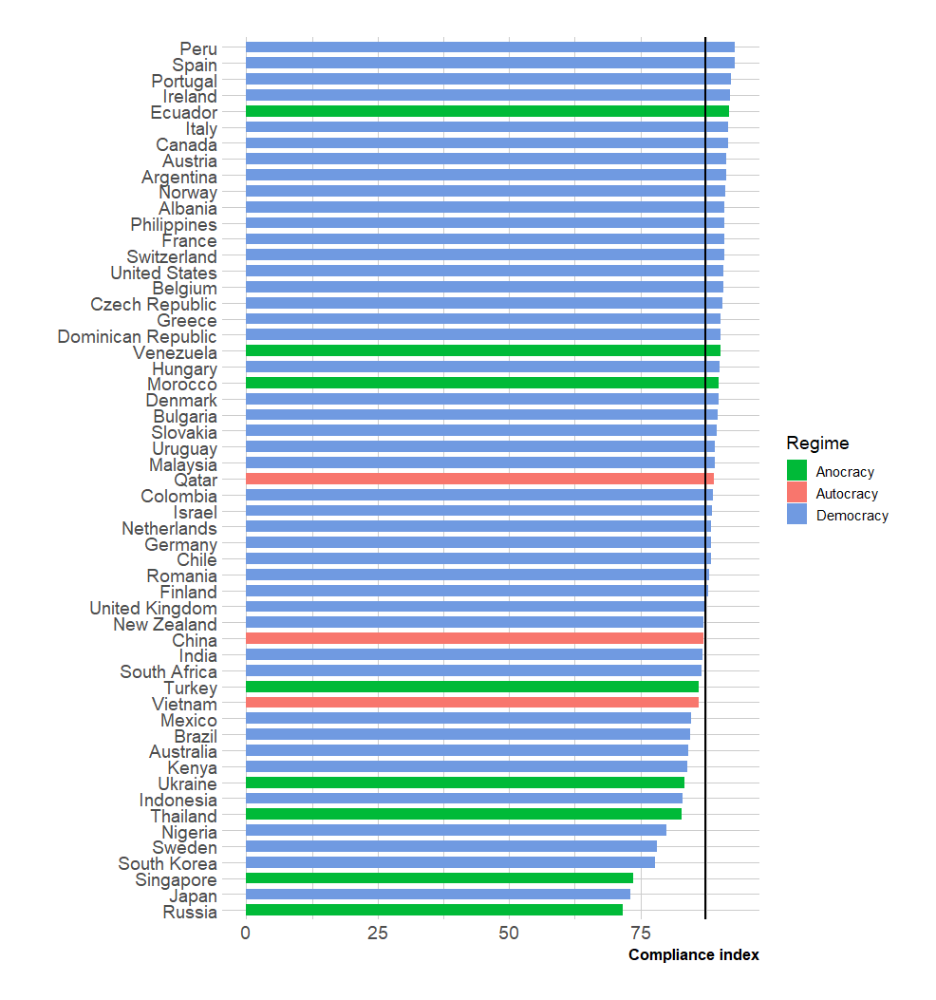 Peru
Spain
Portugal
Ireland
Ecuador
Italy
Canada
Austria
Argentina
Norway
Albania
Philippines
France
Switzerland
United States
Belgium
Czech Republic
Greece
Dominican Republic
Venezuela
Hungary
Morocco
Denmark
Bulgaria
Slovakia
Uruguay
Malaysia
Qatar
Colombia
Israel
Netherlands
Germany
Chile
Romania
Finland
United Kingdom
New Zealand
China
India
South Africa
Turkey
Vietnam
Mexico
Brazil
Australia
Kenya
Ukraine
Indonesia
Thailand
Nigeria
Sweden
South Korea
Singapore
Japan
Russia
0 25 50 75
Compliance index
Regime
Anocracy
Autocracy
Democracy